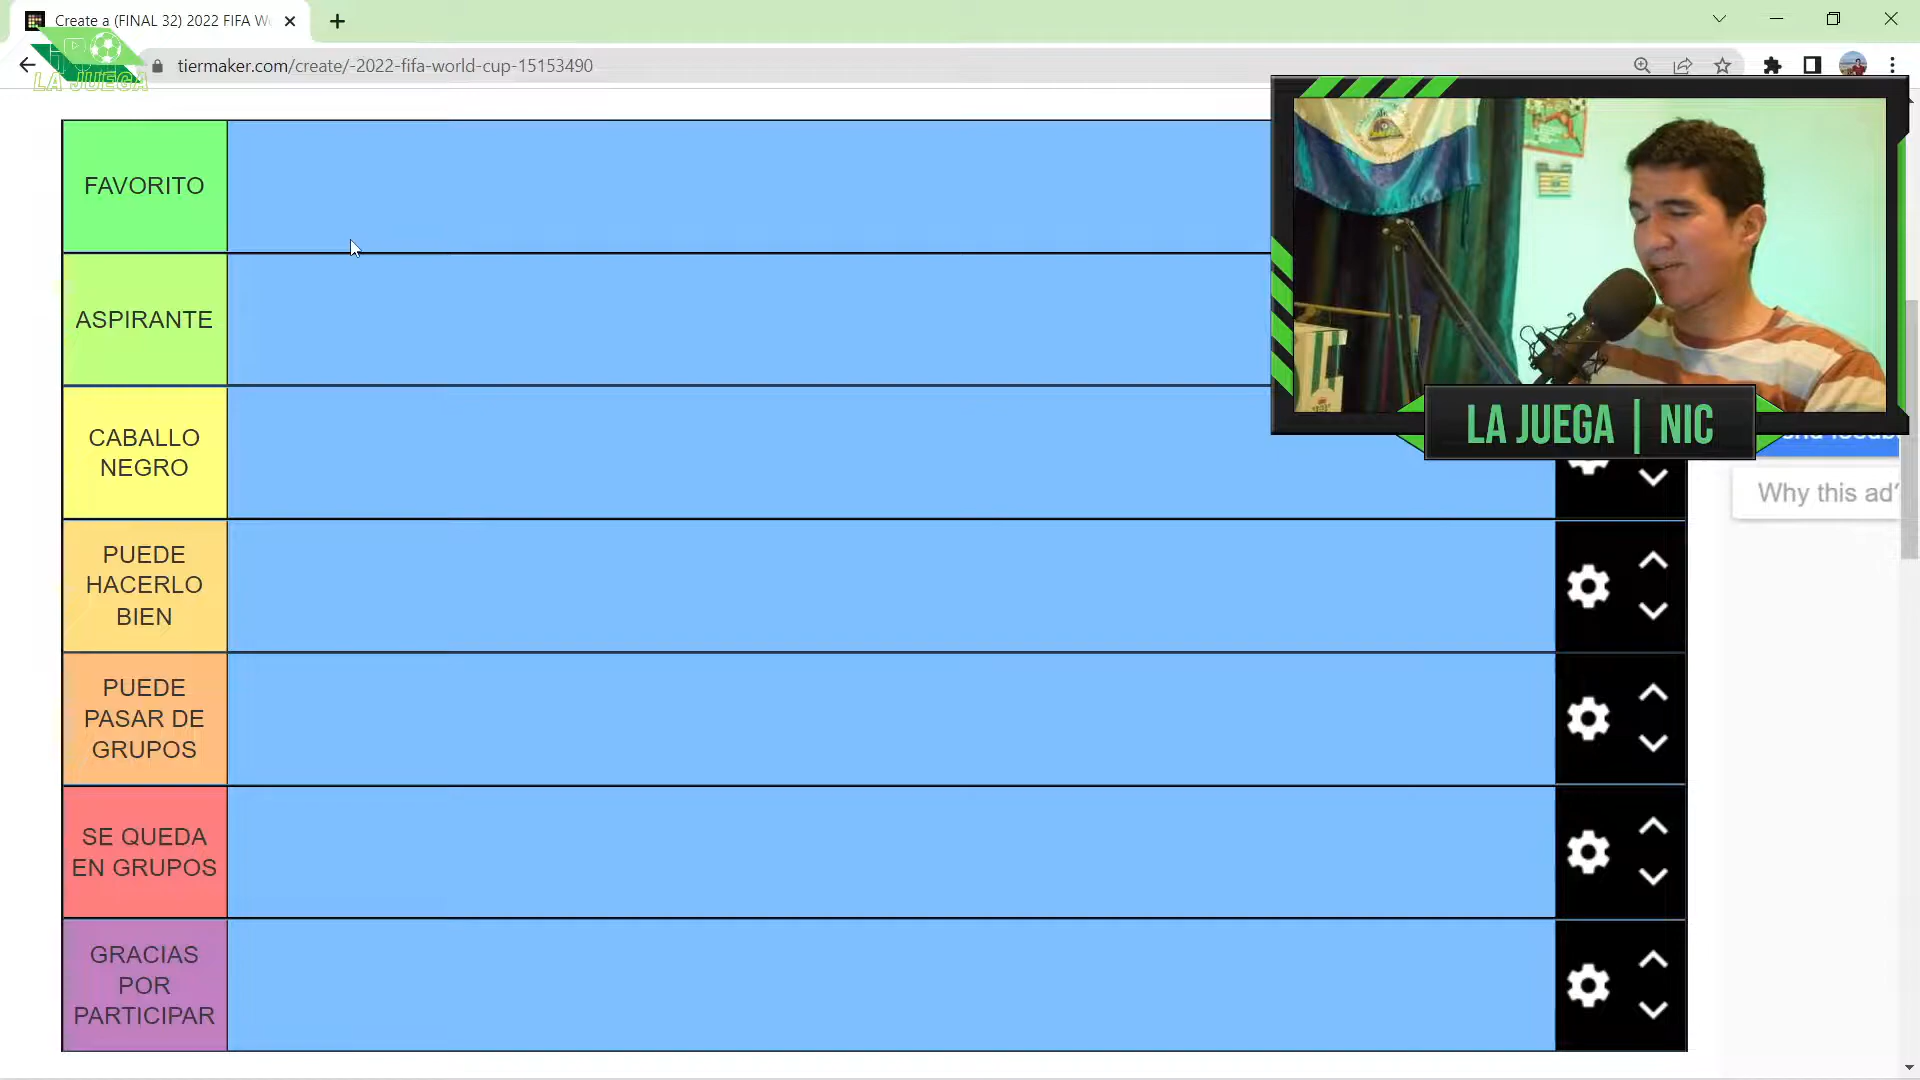 Create a (FINAL 32) 2022 FIFA W
tiermaker.com/create/-2022-fifa-world-cup-15153490
LA JUEGA
FAVORITO
ASPIRANTE
CABALLO
NEGRO
PUEDE
HACERLO
BIEN
PUEDE
PASAR DE
GRUPOS
SE QUEDA
EN GRUPOS
GRACIAS
POR
PARTICIPAR
LA JUEGA | NIC
Why this ad